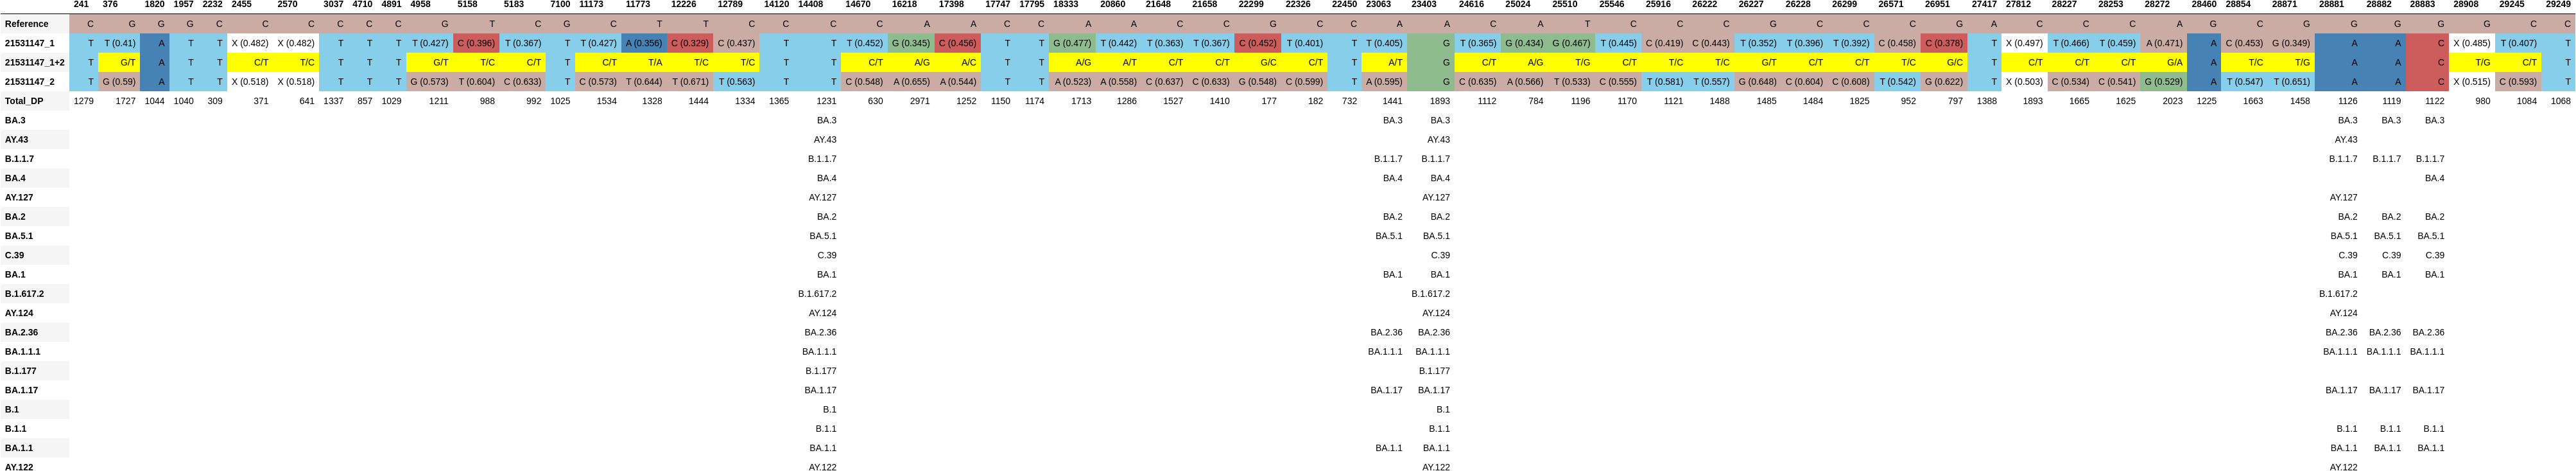 241 376 1820 1957 2232 2455 2570 3037 4710 4891 4958 5158 5183 7100 11173 11773 12226 12789 14120 14408 14670 16218 17398 17747 17795 18333 20860 21648 21658 22299 22326 22450 23063 23403 24616 25024 25510 25546 25916 26222 26227 26228 26299 26571 26951 27417 27812 28227 28253 28272 28460 28854 28871 28881 28882 28883 28908 29245 29249
Reference C G G G C C C C C C G T C G C T T C C C C A A C C A A C C G C C A A C A T C C C G C C C G A C C C A G C G G G G G C C
21531147_1 T T (0.41) A T T X (0.482) X (0.482) T T T T (0.427) C (0.396) T (0.367) T T (0.427) A (0.356) C (0.329) C (0.437) T T T (0.452) G (0.345) C (0.456) T T G (0.477) T (0.442) T (0.363) T (0.367) C (0.452) T (0.401) T T (0.405) G T (0.365) G (0.434) G (0.467) T (0.445) C (0.419) C (0.443) T (0.352) T (0.396) T (0.392) C (0.458) C (0.378) T X (0.497) T (0.466) T (0.459) A (0.471) A C (0.453) G (0.349) A A C X (0.485) T (0.407) T
21531147_1+2 T G/T A T T C/T T/C T T T G/T T/C C/T T C/T T/A T/C T/C T T C/T A/G A/C T T A/G A/T C/T C/T G/C C/T T A/T G C/T A/G T/G C/T T/C T/C G/T C/T C/T T/C G/C T C/T C/T C/T G/A A T/C T/G A A C T/G C/T T
21531147_2 T G (0.59) A T T X (0.518) X (0.518) T T T G (0.573) T (0.604) C (0.633) T C (0.573) T (0.644) T (0.671) T (0.563) T T C (0.548) A (0.655) A (0.544) T T A (0.523) A (0.558) C (0.637) C (0.633) G (0.548) C (0.599) T A (0.595) G C (0.635) A (0.566) T (0.533) C (0.555) T (0.581) T (0.557) G (0.648) C (0.604) C (0.608) T (0.542) G (0.622) T X (0.503) C (0.534) C (0.541) G (0.529) A T (0.547) T (0.651) A A C X (0.515) C (0.593) T
Total_DP 1279 1727 1044 1040 309 371 641 1337 857 1029 1211 988 992 1025 1534 1328 1444 1334 1365 1231 630 2971 1252 1150 1174 1713 1286 1527 1410 177 182 732 1441 1893 1112 784 1196 1170 1121 1488 1485 1484 1825 952 797 1388 1893 1665 1625 2023 1225 1663 1458 1126 1119 1122 980 1084 1068
BA.3 BA.3 BA.3 BA.3 BA.3 BA.3 BA.3
AY.43 AY.43 AY.43 AY.43
B.1.1.7 B.1.1.7 B.1.1.7 B.1.1.7 B.1.1.7 B.1.1.7 B.1.1.7
BA.4 BA.4 BA.4 BA.4 BA.4
AY.127 AY.127 AY.127 AY.127
BA.2 BA.2 BA.2 BA.2 BA.2 BA.2 BA.2
BA.5.1 BA.5.1 BA.5.1 BA.5.1 BA.5.1 BA.5.1 BA.5.1
C.39 C.39 C.39 C.39 C.39 C.39
BA.1 BA.1 BA.1 BA.1 BA.1 BA.1 BA.1
B.1.617.2 B.1.617.2 B.1.617.2 B.1.617.2
AY.124 AY.124 AY.124 AY.124
BA.2.36 BA.2.36 BA.2.36 BA.2.36 BA.2.36 BA.2.36 BA.2.36
BA.1.1.1 BA.1.1.1 BA.1.1.1 BA.1.1.1 BA.1.1.1 BA.1.1.1 BA.1.1.1
B.1.177 B.1.177 B.1.177
BA.1.17 BA.1.17 BA.1.17 BA.1.17 BA.1.17 BA.1.17 BA.1.17
B.1 B.1 B.1
B.1.1 B.1.1 B.1.1 B.1.1 B.1.1 B.1.1
BA.1.1 BA.1.1 BA.1.1 BA.1.1 BA.1.1 BA.1.1 BA.1.1
AY.122 AY.122 AY.122 AY.122